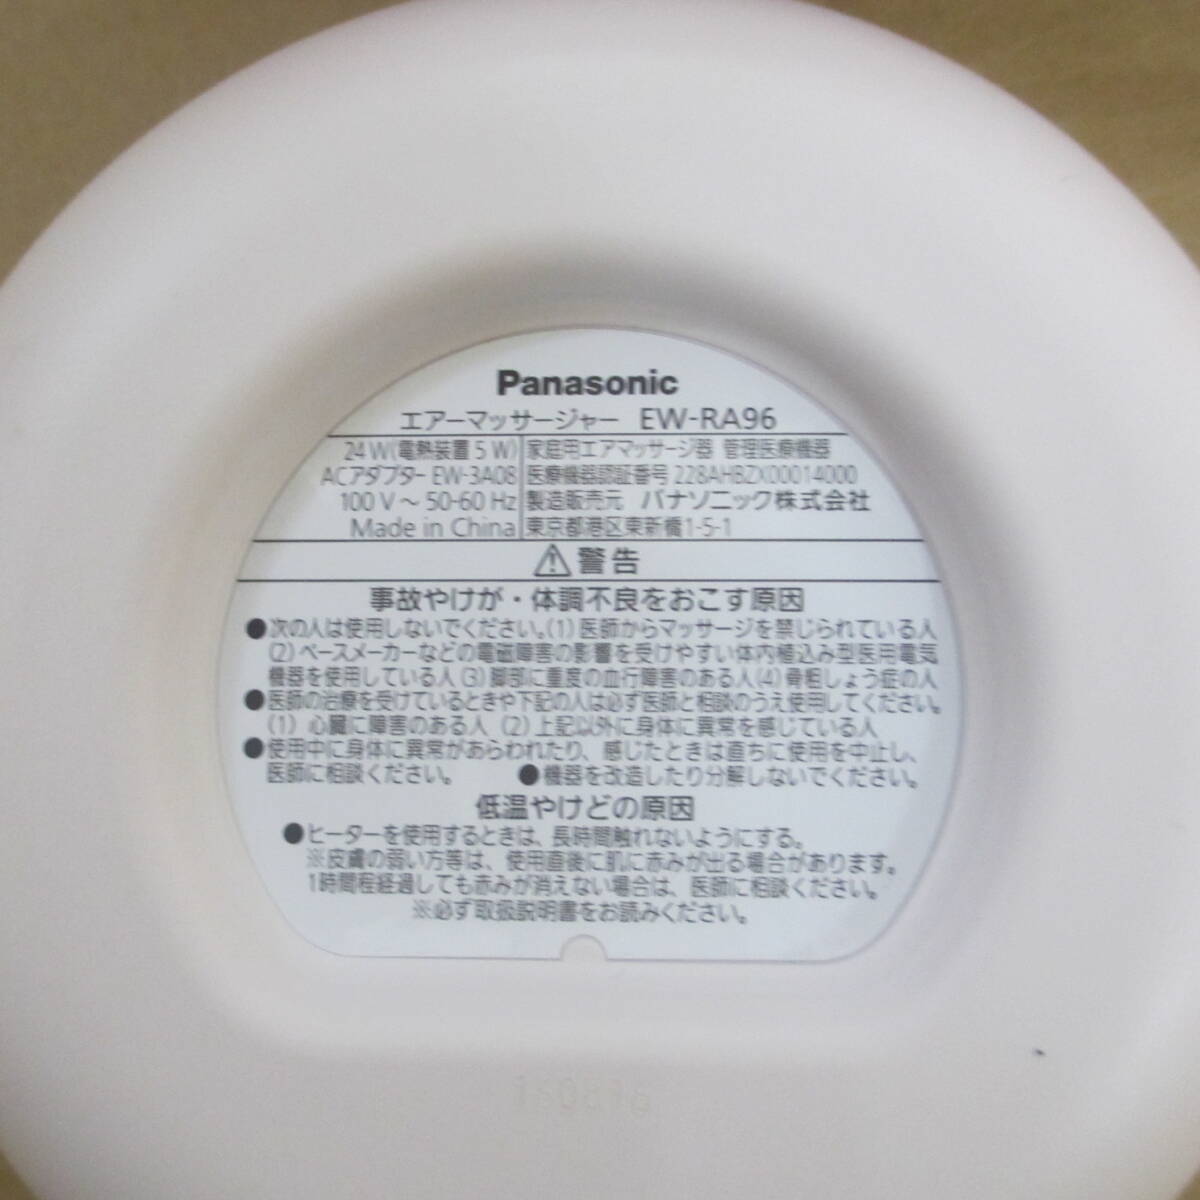 Panasonic
エアーマッサージャー EW-RA96
24 W(電熱装置 5 W)
ACアダプター EW-3A08
100 V ～ 50-60 Hz
Made in China
家庭用エアマッサージ器 管理医療機器
医療機器認証番号 228AHBZX00014000
製造販売元 パナソニック株式会社
東京都港区東新橋1-5-1
⚠警告
事故やけが・体調不良をおこす原因
●次の人は使用しないでください。(1) 医師からマッサージを禁じられている人
(2) ペースメーカーなどの電磁障害の影響を受けやすい体内植込み型医用電気
機器を使用している人 (3) 脚部に重度の血行障害のある人 (4) 骨粗しょう症の人
●医師の治療を受けているときや下記の人は必ず医師と相談のうえ使用してください。
(1) 心臓に障害のある人 (2) 上記以外に身体に異常を感じている人
●使用中に身体に異常があらわれたり、感じたときは直ちに使用を中止し、
医師に相談ください。 ●機器を改造したり分解しないでください。
低温やけどの原因
●ヒーターを使用するときは、長時間触れないようにする。
※皮膚の弱い方等は、使用直後に肌に赤みが出る場合があります。
1時間程経過しても赤みが消えない場合は、医師に相談ください。
※必ず取扱説明書をお読みください。
160816